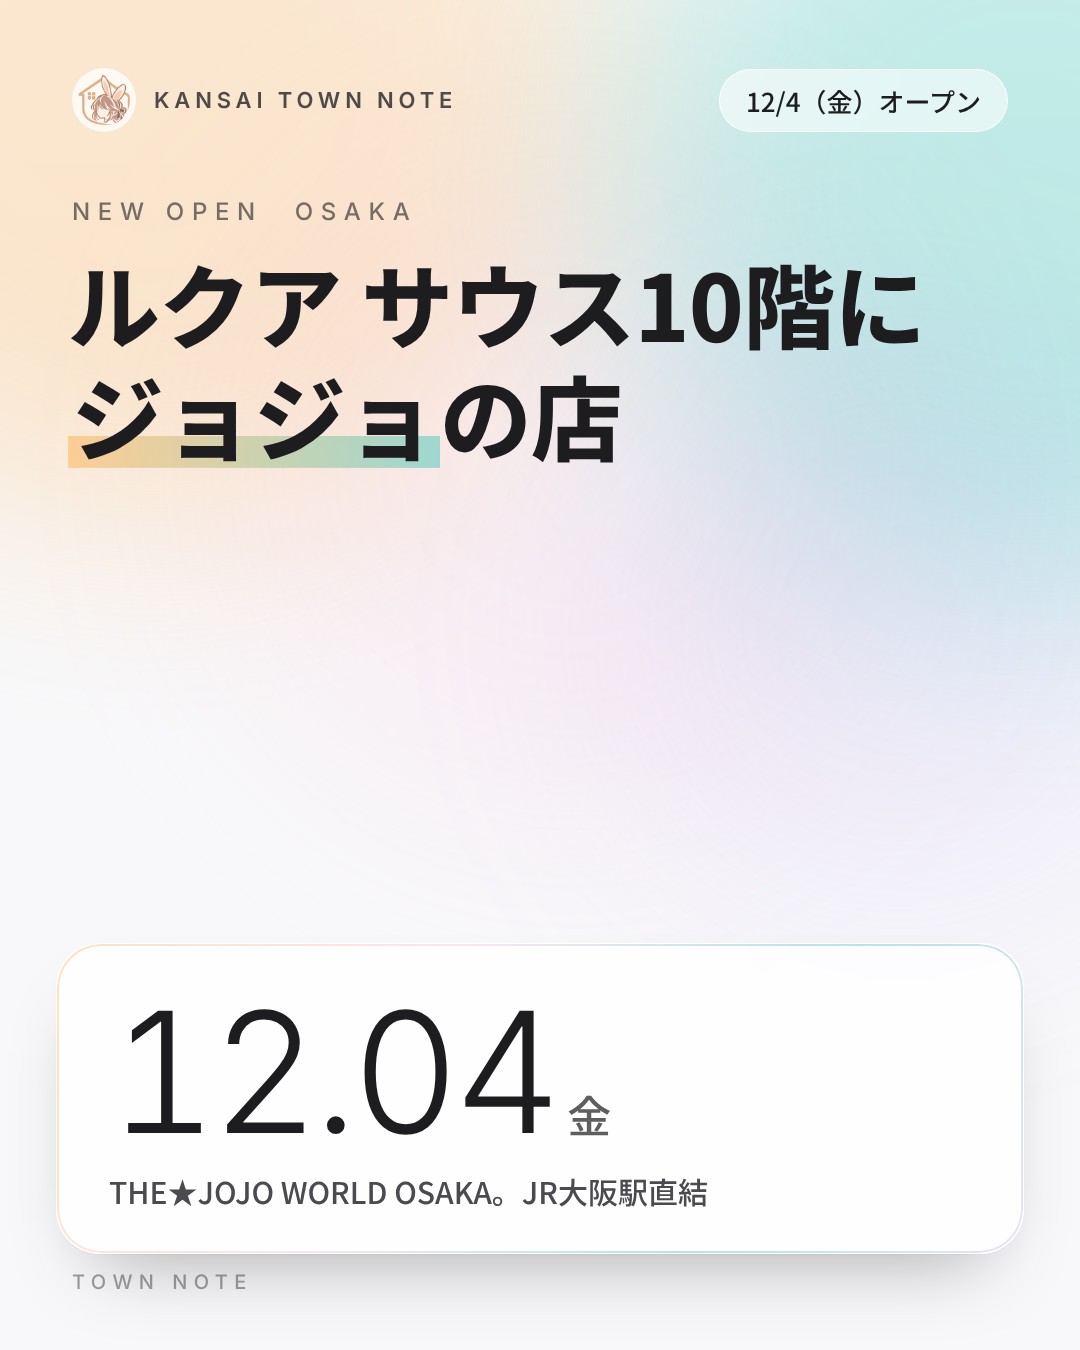 KANSAI TOWN NOTE
12/4（金）オープン
NEW OPEN OSAKA
ルクア サウス10階に
ジョジョの店
12.04 金
THE★JOJO WORLD OSAKA。JR大阪駅直結
TOWN NOTE